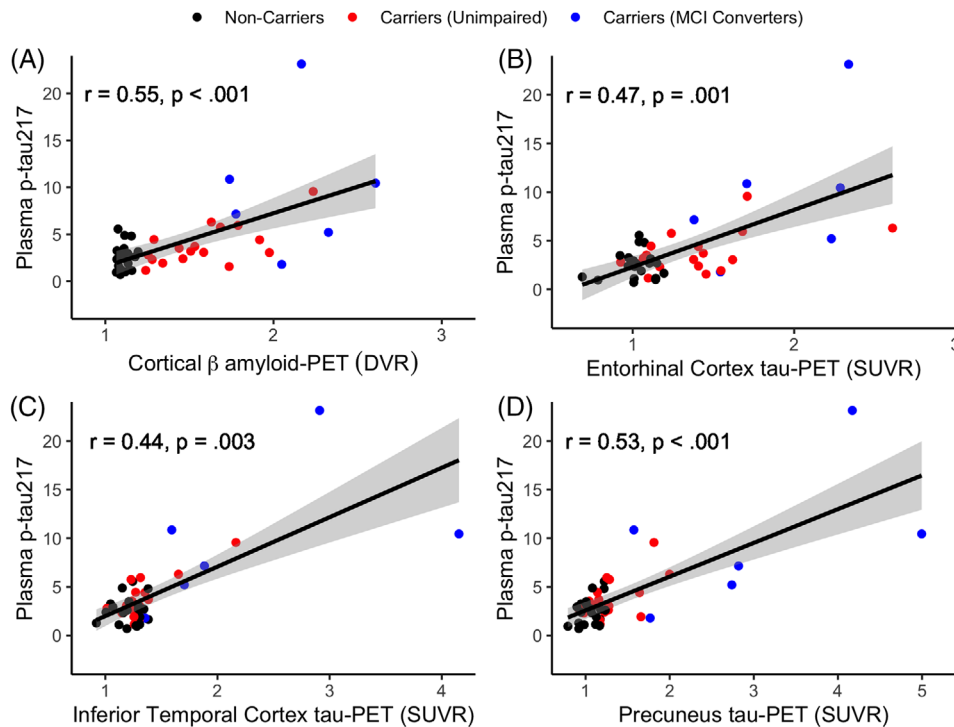 Non-Carriers Carriers (Unimpaired) Carriers (MCI Converters)
(A)
r = 0.55, p < .001
Plasma p-tau217
20
15
10
5
0
1 2 3
Cortical β amyloid-PET (DVR)
(B)
r = 0.47, p = .001
Plasma p-tau217
20
15
10
5
0
1 2 3
Entorhinal Cortex tau-PET (SUVR)
(C)
r = 0.44, p = .003
Plasma p-tau217
20
15
10
5
0
1 2 3 4
Inferior Temporal Cortex tau-PET (SUVR)
(D)
r = 0.53, p < .001
Plasma p-tau217
20
15
10
5
0
1 2 3 4 5
Precuneus tau-PET (SUVR)